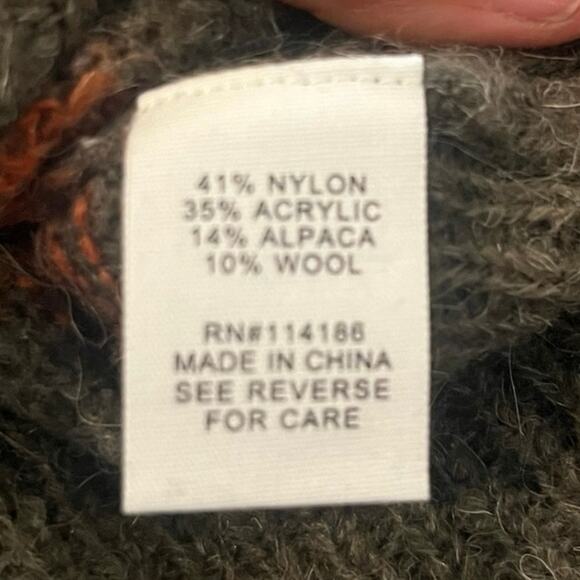 41% NYLON
35% ACRYLIC
14% ALPACA
10% WOOL
RN#114186
MADE IN CHINA
SEE REVERSE
FOR CARE